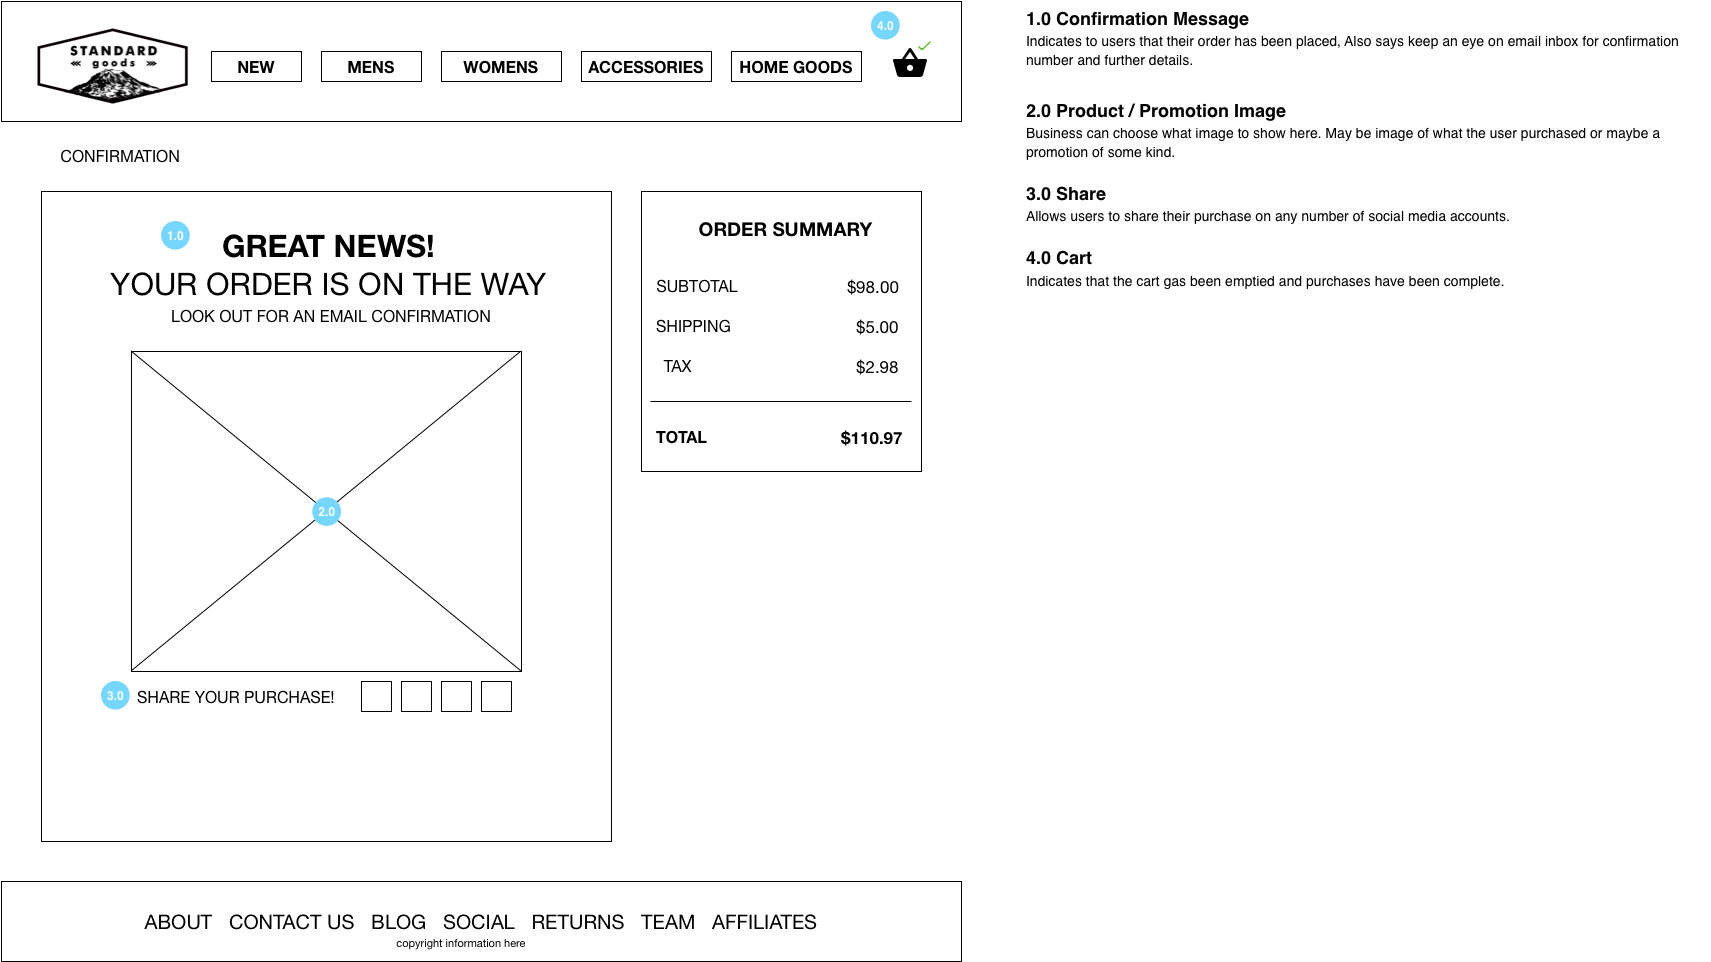 STANDARD
goods
NEW
MENS
WOMENS
ACCESSORIES
HOME GOODS
4.0
CONFIRMATION
1.0
GREAT NEWS!
YOUR ORDER IS ON THE WAY
LOOK OUT FOR AN EMAIL CONFIRMATION
2.0
3.0
SHARE YOUR PURCHASE!
ORDER SUMMARY
SUBTOTAL $98.00
SHIPPING $5.00
TAX $2.98
TOTAL $110.97
ABOUT CONTACT US BLOG SOCIAL RETURNS TEAM AFFILIATES
copyright information here
1.0 Confirmation Message
Indicates to users that their order has been placed, Also says keep an eye on email inbox for confirmation
number and further details.
2.0 Product / Promotion Image
Business can choose what image to show here. May be image of what the user purchased or maybe a
promotion of some kind.
3.0 Share
Allows users to share their purchase on any number of social media accounts.
4.0 Cart
Indicates that the cart gas been emptied and purchases have been complete.